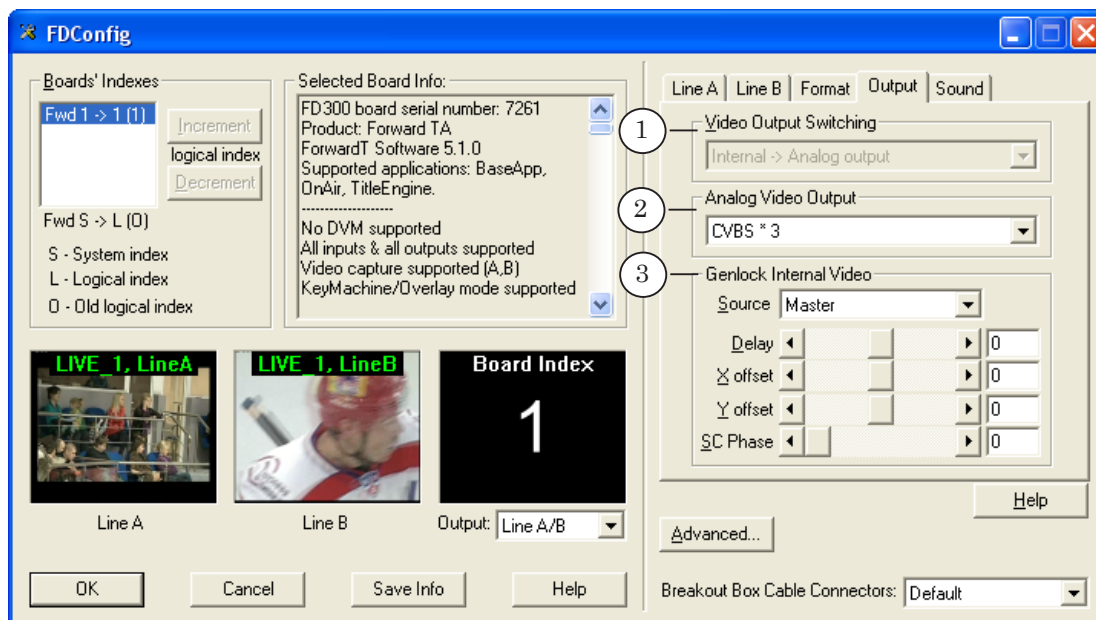 FDConfig
Boards' Indexes
Fwd 1 -> 1 (1)
Increment
logical index
Decrement
Fwd S -> L (O)
S - System index
L - Logical index
O - Old logical index
Selected Board Info:
FD300 board serial number: 7261
Product: Forward TA
ForwardT Software 5.1.0
Supported applications: BaseApp,
OnAir, TitleEngine.
--------------------
No DVM supported
All inputs & all outputs supported
Video capture supported (A,B)
KeyMachine/Overlay mode supported
LIVE_1, LineA
LIVE_1, LineB
Board Index
1
Line A
Line B
Output: Line A/B
OK
Cancel
Save Info
Help
Line A
Line B
Format
Output
Sound
1
Video Output Switching
Internal -> Analog output
2
Analog Video Output
CVBS * 3
3
Genlock Internal Video
Source Master
Delay 0
X offset 0
Y offset 0
SC Phase 0
Help
Advanced...
Breakout Box Cable Connectors: Default